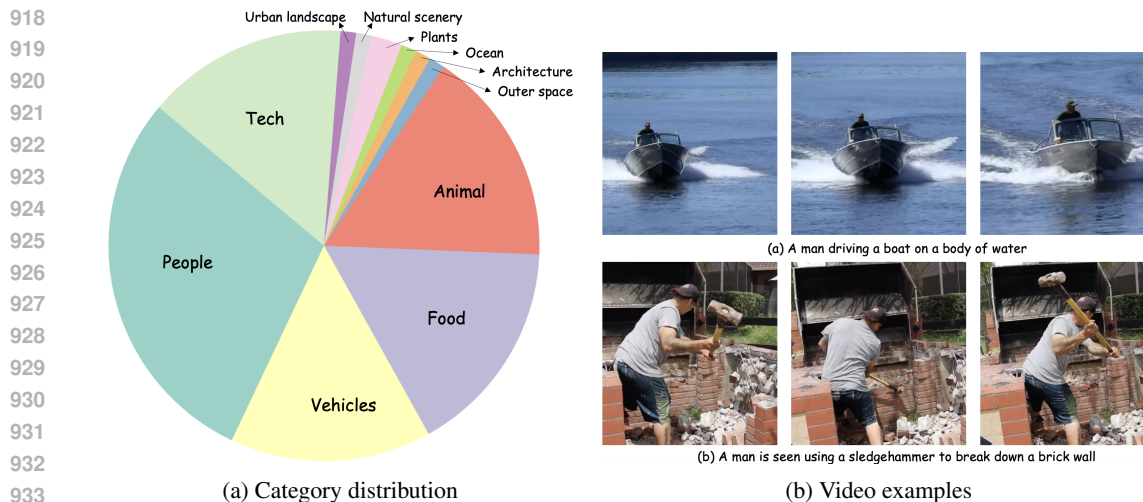 918
919
920
921
922
923
924
925
926
927
928
929
930
931
932
933
Urban landscape
Natural scenery
Plants
Ocean
Architecture
Outer space
Tech
Animal
People
Food
Vehicles
(a) Category distribution
(a) A man driving a boat on a body of water
(b) A man is seen using a sledgehammer to break down a brick wall
(b) Video examples